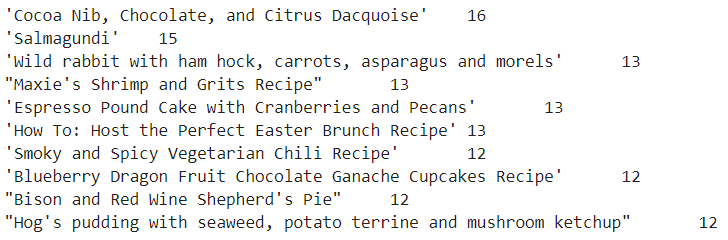 'Cocoa Nib, Chocolate, and Citrus Dacquoise'    16
'Salmagundi'    15
'Wild rabbit with ham hock, carrots, asparagus and morels'    13
"Maxie's Shrimp and Grits Recipe"    13
'Espresso Pound Cake with Cranberries and Pecans'    13
'How To: Host the Perfect Easter Brunch Recipe' 13
'Smoky and Spicy Vegetarian Chili Recipe'    12
'Blueberry Dragon Fruit Chocolate Ganache Cupcakes Recipe'    12
"Bison and Red Wine Shepherd's Pie"    12
"Hog's pudding with seaweed, potato terrine and mushroom ketchup"    12